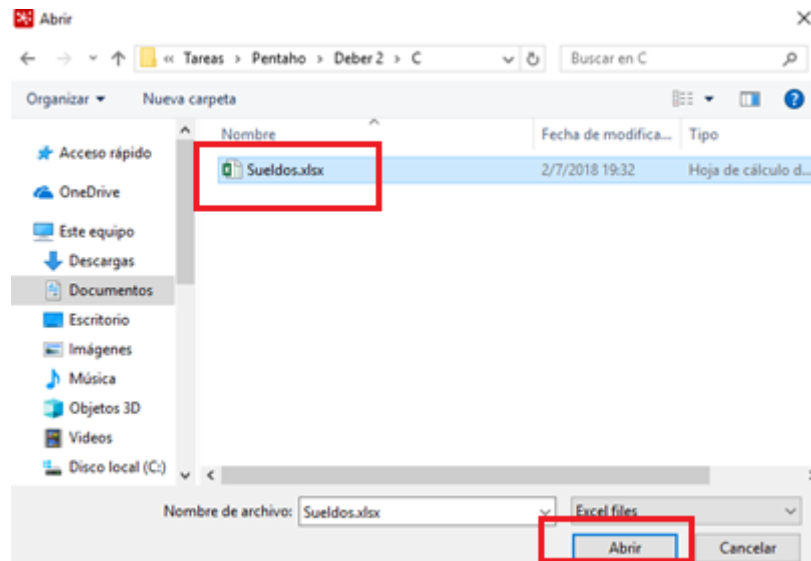 Abrir
« Tareas > Pentaho > Deber 2 > C
Buscar en C
Organizar
Nueva carpeta
Nombre
Fecha de modifica...
Tipo
Acceso rápido
Sueldos.xlsx
2/7/2018 19:32
Hoja de cálculo d...
OneDrive
Este equipo
Descargas
Documentos
Escritorio
Imágenes
Música
Objetos 3D
Videos
Disco local (C:)
Nombre de archivo:
Sueldos.xlsx
Excel files
Abrir
Cancelar